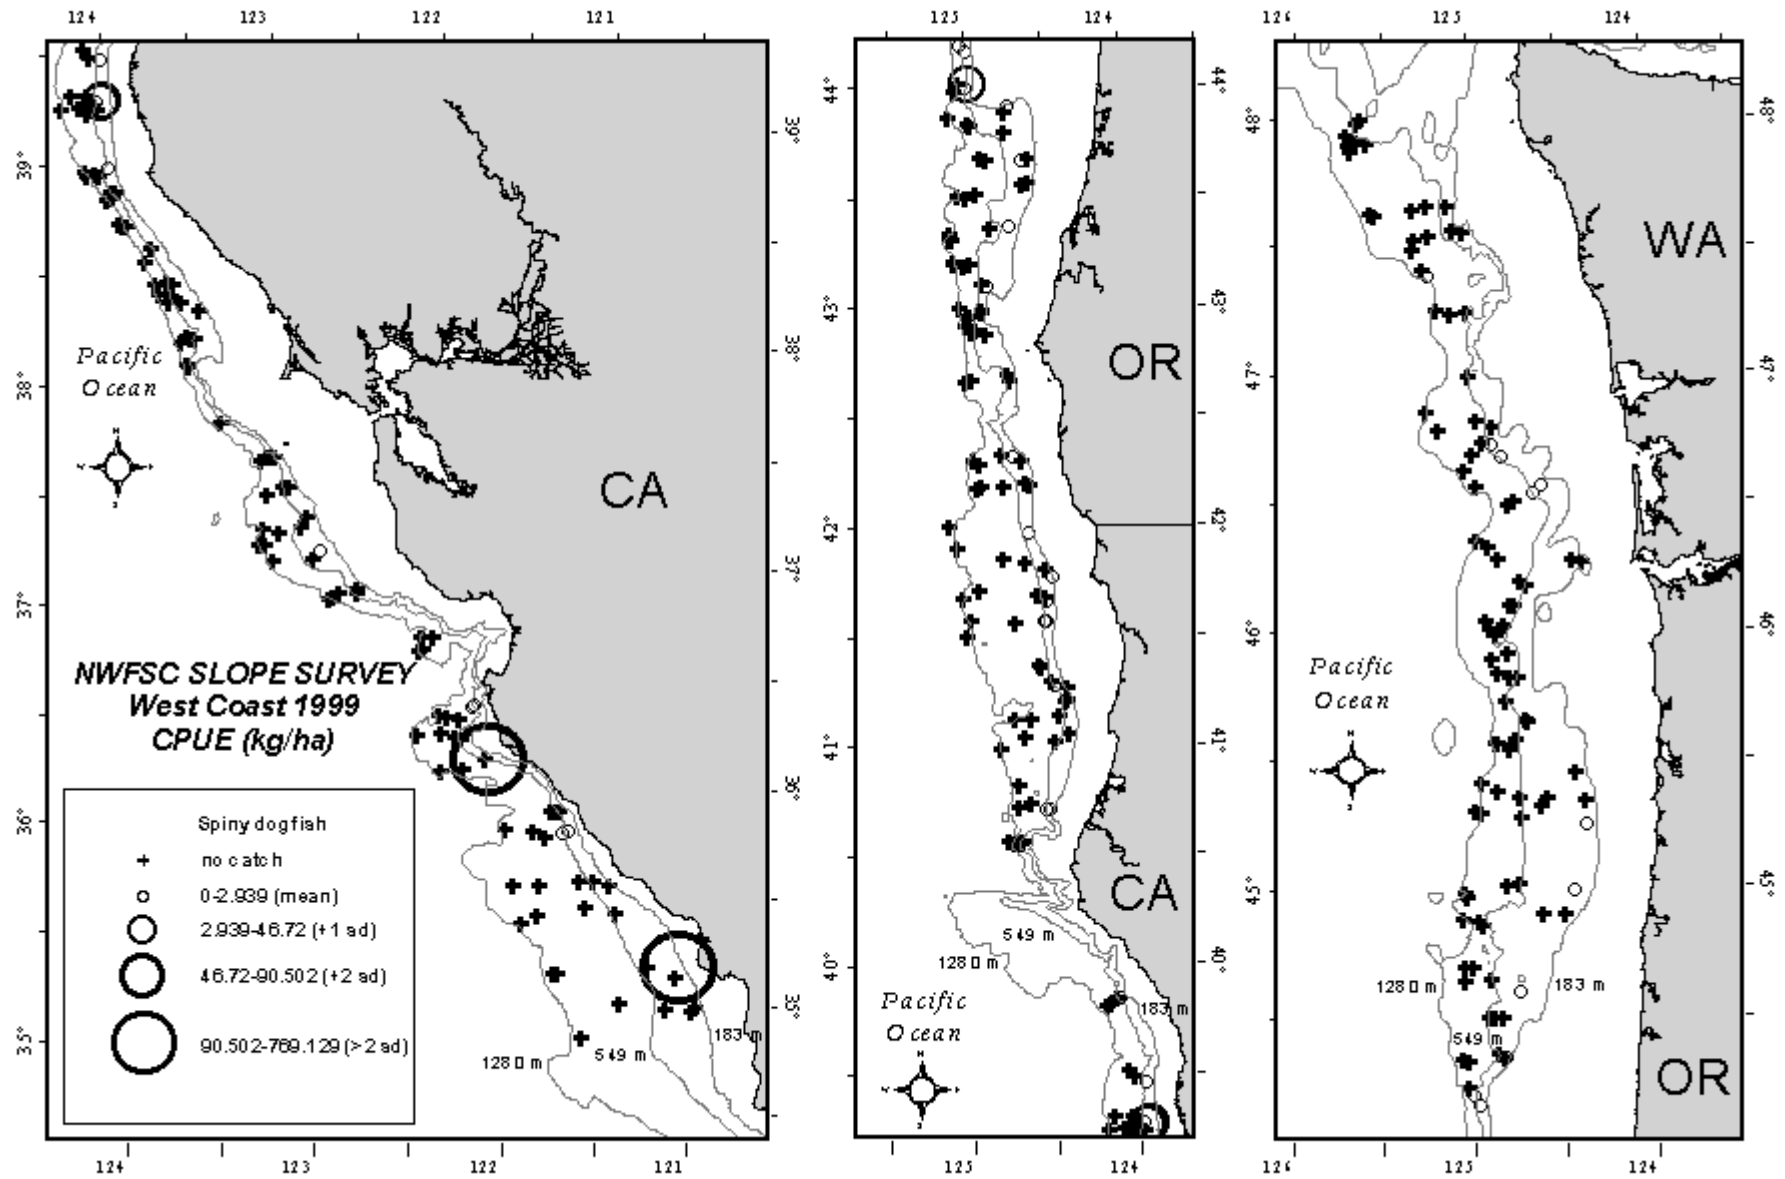 124 123 122 121
125 124
126 125 124
39°
38°
37°
36°
35°
39°
38°
37°
36°
35°
Pacific
Ocean
CA
NWFSC SLOPE SURVEY
West Coast 1999
CPUE (kg/ha)
Spiny dogfish
no catch
0-2.939 (mean)
2.939-46.72 (+1 sd)
46.72-90.502 (+2 sd)
90.502-769.129 (>2 sd)
1280 m
549 m
183 m
124 123 122 121
44°
43°
42°
41°
40°
44°
43°
42°
41°
40°
OR
CA
549 m
1280 m
183 m
Pacific
Ocean
125 124
48°
47°
46°
45°
48°
47°
46°
45°
WA
Pacific
Ocean
1280 m
183 m
549 m
OR
126 125 124